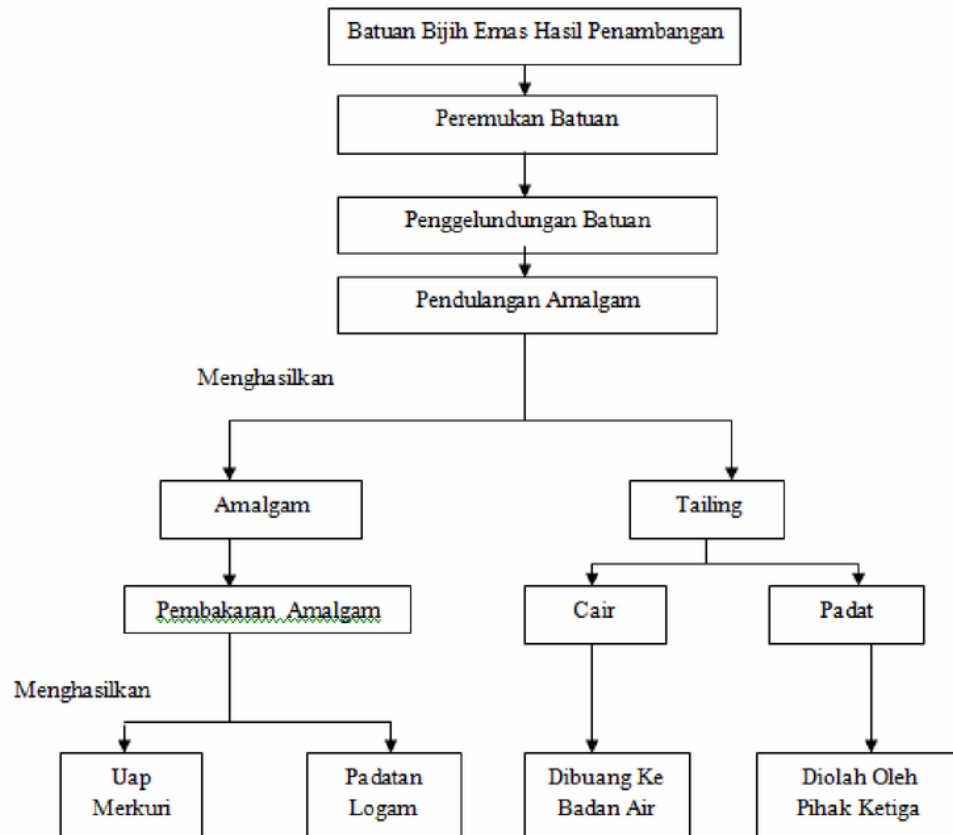 Batuan Bijih Emas Hasil Penambangan
Peremukan Batuan
Penggelundungan Batuan
Pendulangan Amalgam
Menghasilkan
Amalgam
Tailing
Pembakaran Amalgam
Cair
Padat
Menghasilkan
Uap
Merkuri
Padatan
Logam
Dibuang Ke
Badan Air
Diolah Oleh
Pihak Ketiga